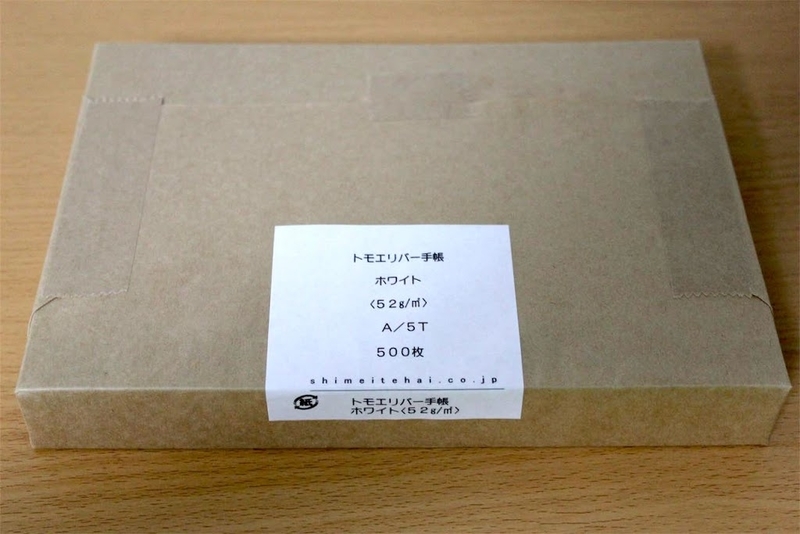 トモエリバー手帳
ホワイト
〈５２g/㎡〉
Ａ／５Ｔ
５００枚
shimeitehai.co.jp
紙 トモエリバー手帳
ホワイト〈５２g/㎡〉